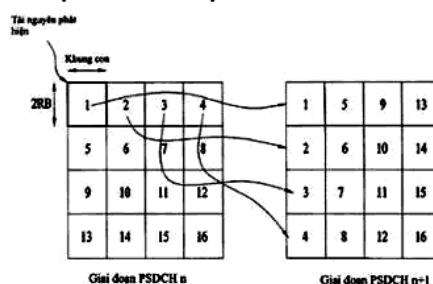 Tài nguyên phát
hiện
Khung con
2RB
1 2 3 4
5 6 7 8
9 10 11 12
13 14 15 16
Giai đoạn PSDCH n
1 5 9 13
2 6 10 14
3 7 11 15
4 8 12 16
Giai đoạn PSDCH n+1